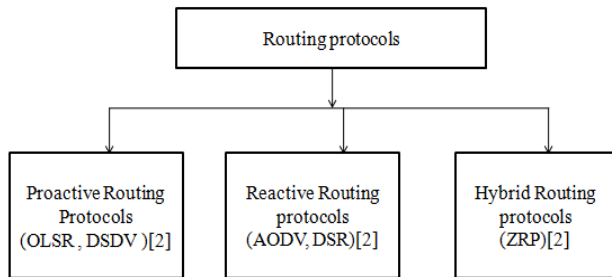 Routing protocols
Proactive Routing
Protocols
(OLSR , DSDV )[2]
Reactive Routing
protocols
(AODV, DSR)[2]
Hybrid Routing
protocols
(ZRP)[2]